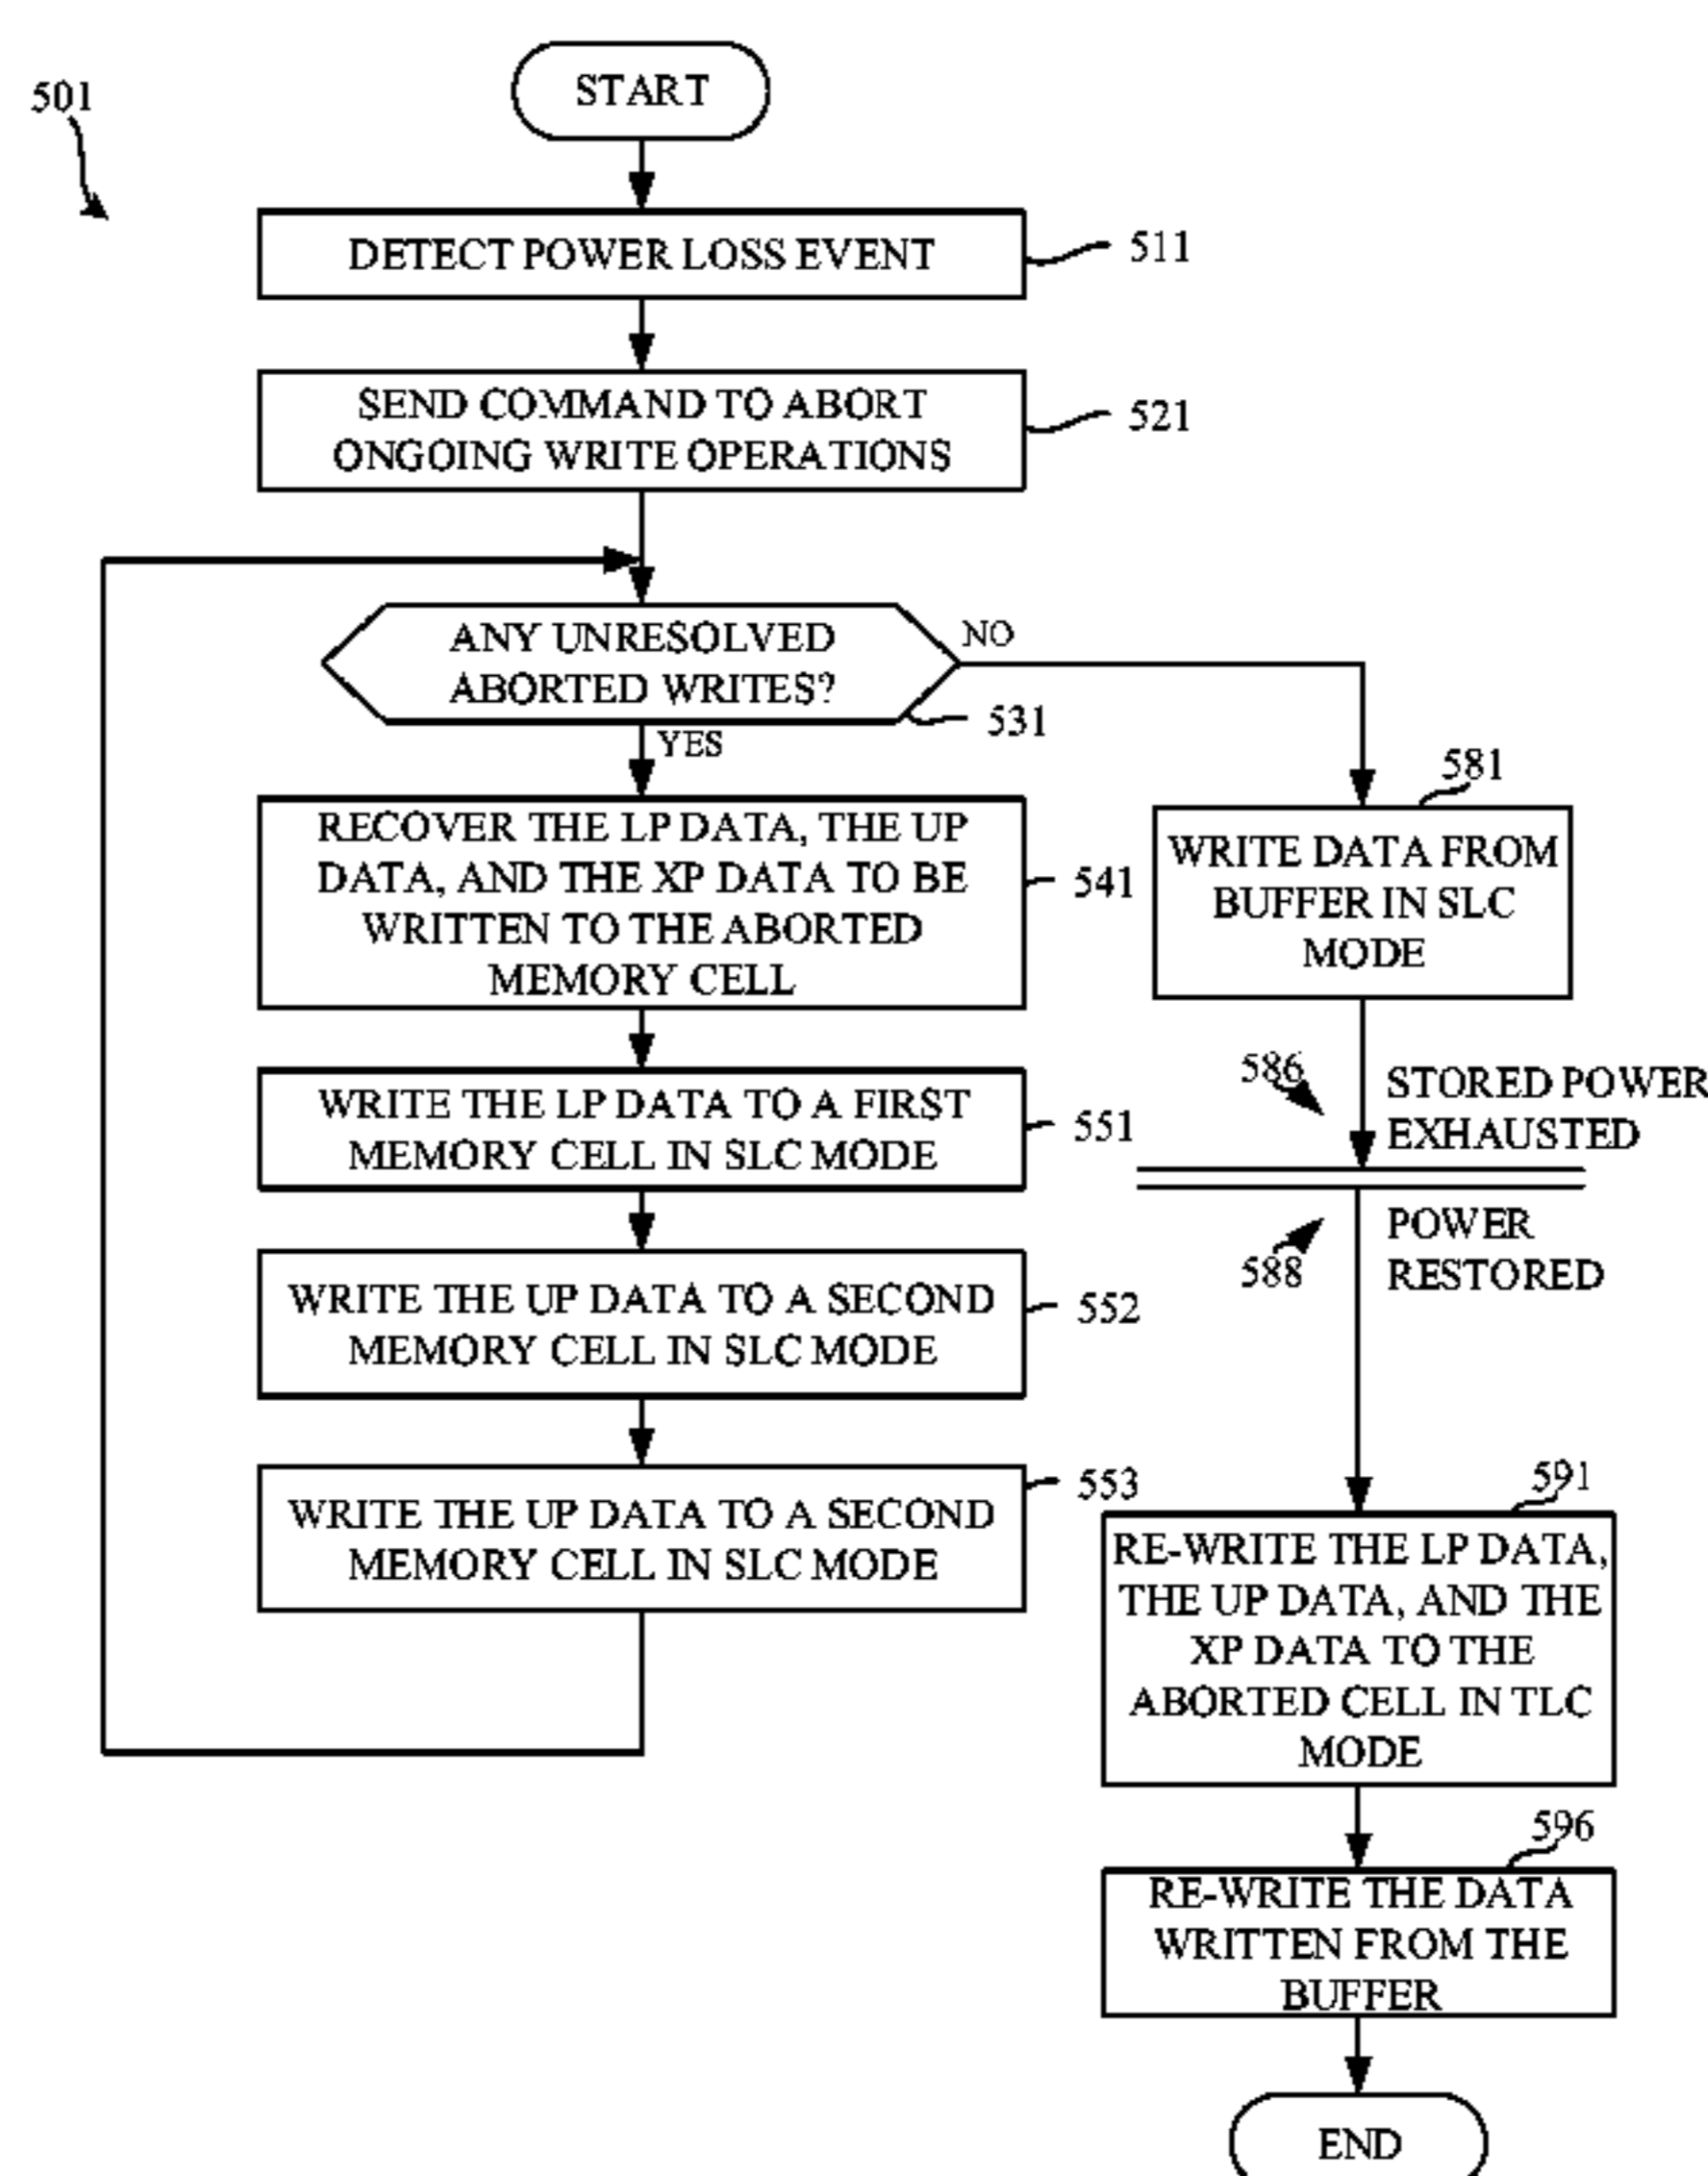 501
START
DETECT POWER LOSS EVENT
511
SEND COMMAND TO ABORT
ONGOING WRITE OPERATIONS
521
ANY UNRESOLVED
ABORTED WRITES?
NO
531
YES
RECOVER THE LP DATA, THE UP
DATA, AND THE XP DATA TO BE
WRITTEN TO THE ABORTED
MEMORY CELL
541
WRITE THE LP DATA TO A FIRST
MEMORY CELL IN SLC MODE
551
WRITE THE UP DATA TO A SECOND
MEMORY CELL IN SLC MODE
552
WRITE THE UP DATA TO A SECOND
MEMORY CELL IN SLC MODE
553
581
WRITE DATA FROM
BUFFER IN SLC
MODE
586
STORED POWER
EXHAUSTED
588
POWER
RESTORED
591
RE-WRITE THE LP DATA,
THE UP DATA, AND THE
XP DATA TO THE
ABORTED CELL IN TLC
MODE
596
RE-WRITE THE DATA
WRITTEN FROM THE
BUFFER
END